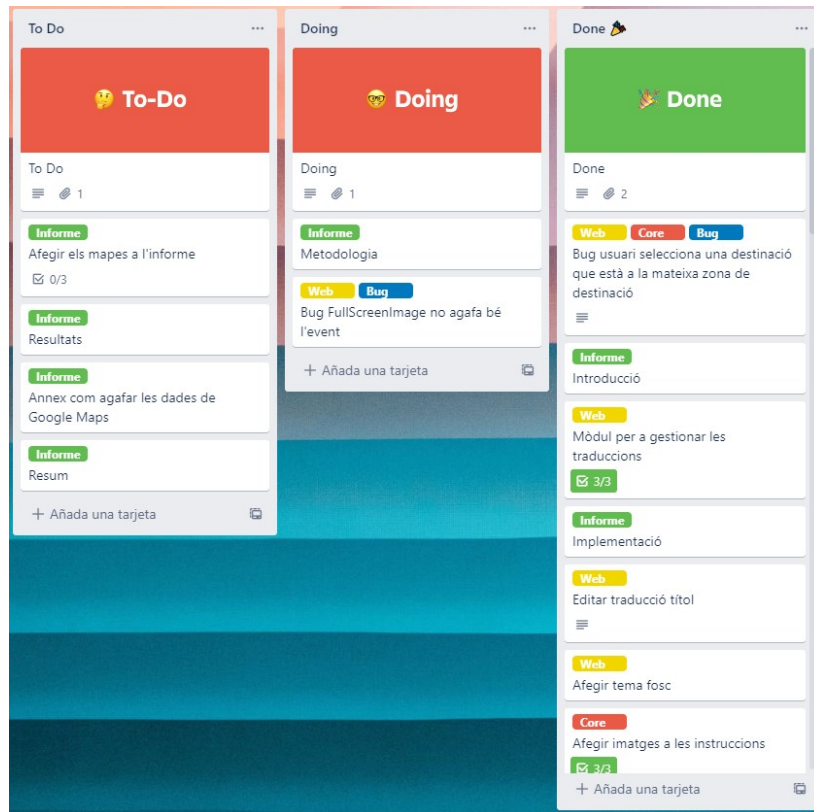 To Do
🤔 To-Do
To Do
1
Informe
Afegir els mapes a l'informe
0/3
Informe
Resultats
Informe
Annex com agafar les dades de
Google Maps
Informe
Resum
+ Añada una tarjeta
Doing
🤓 Doing
Doing
1
Informe
Metodologia
Web Bug
Bug FullScreenImage no agafa bé
l'event
+ Añada una tarjeta
Done 🎉
🎉 Done
Done
2
Web Core Bug
Bug usuari selecciona una destinació
que està a la mateixa zona de
destinació
Informe
Introducció
Web
Mòdul per a gestionar les
traduccions
3/3
Informe
Implementació
Web
Editar traducció títol
Web
Afegir tema fosc
Core
Afegir imatges a les instruccions
3/3
+ Añada una tarjeta